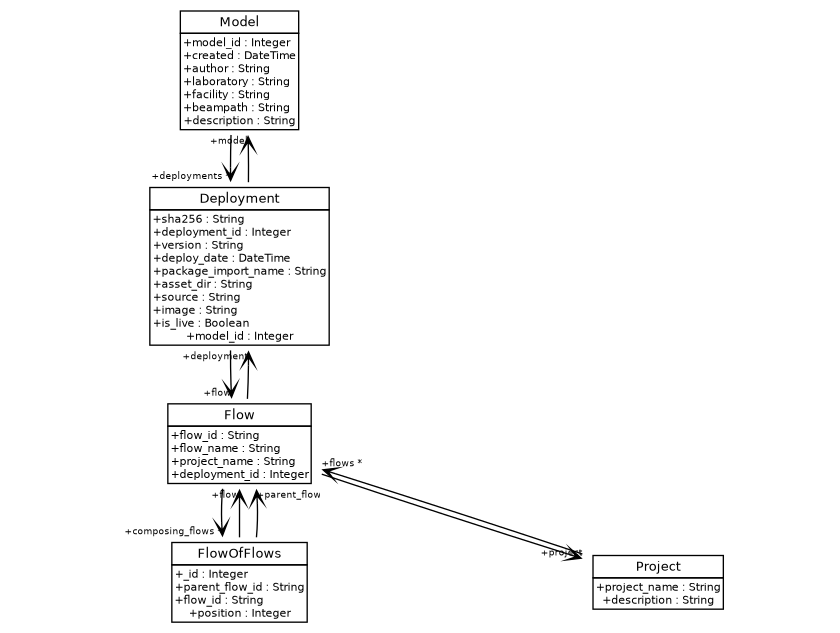 Model
+model_id : Integer
+created : DateTime
+author : String
+laboratory : String
+facility : String
+beampath : String
+description : String
+model
+deployments *
Deployment
+sha256 : String
+deployment_id : Integer
+version : String
+deploy_date : DateTime
+package_import_name : String
+asset_dir : String
+source : String
+image : String
+is_live : Boolean
+model_id : Integer
+deployment
+flow
Flow
+flow_id : String
+flow_name : String
+project_name : String
+deployment_id : Integer
+flows *
+flow
+parent_flow
+composing_flows *
+project
FlowOfFlows
+_id : Integer
+parent_flow_id : String
+flow_id : String
+position : Integer
Project
+project_name : String
+description : String